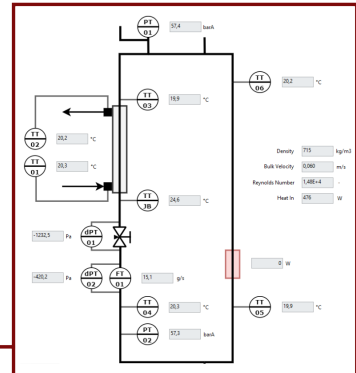 PT 01 57,4 barA
TT 03 19,9 °C
TT 06 20,2 °C
TT 02 20,2 °C
TT 01 20,3 °C
Density 715 kg/m3
Bulk Velocity 0,060 m/s
Reynolds Number 1,48E+4 -
Heat In 476 W
TT JB 24,6 °C
-1232,5 Pa dPT 01
0 W
-420,2 Pa dPT 02 FT 01 15,1 g/s
TT 04 20,3 °C
TT 05 19,9 °C
PT 02 57,3 barA